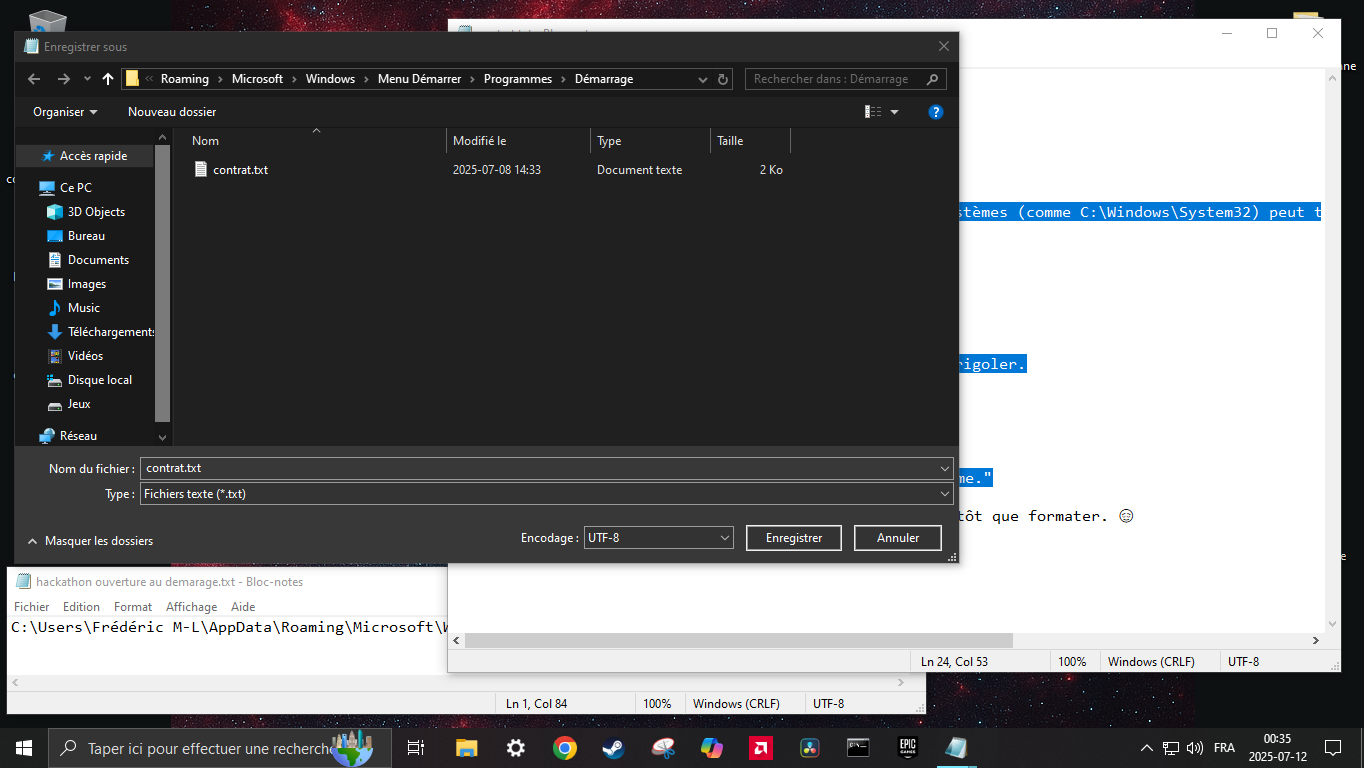 Enregistrer sous
Roaming
Microsoft
Windows
Menu Démarrer
Programmes
Démarrage
Rechercher dans : Démarrage
Organiser
Nouveau dossier
?
Nom
Modifié le
Type
Taille
contrat.txt
2025-07-08 14:33
Document texte
2 Ko
Accès rapide
Ce PC
3D Objects
Bureau
Documents
Images
Music
Téléchargements
Vidéos
Disque local
Jeux
Réseau
Nom du fichier :
contrat.txt
Type :
Fichiers texte (*.txt)
Masquer les dossiers
Encodage :
UTF-8
Enregistrer
Annuler
stèmes (comme C:\Windows\System32) peut t
rigoler.
me."
tôt que formater. 😄
Ln 24, Col 53
100%
Windows (CRLF)
UTF-8
hackathon ouverture au demarage.txt - Bloc-notes
Fichier
Edition
Format
Affichage
Aide
C:\Users\Frédéric M-L\AppData\Roaming\Microsoft\W
Ln 1, Col 84
100%
Windows (CRLF)
UTF-8
Taper ici pour effectuer une recherche
EPIC
GAMES
FRA
00:35
2025-07-12